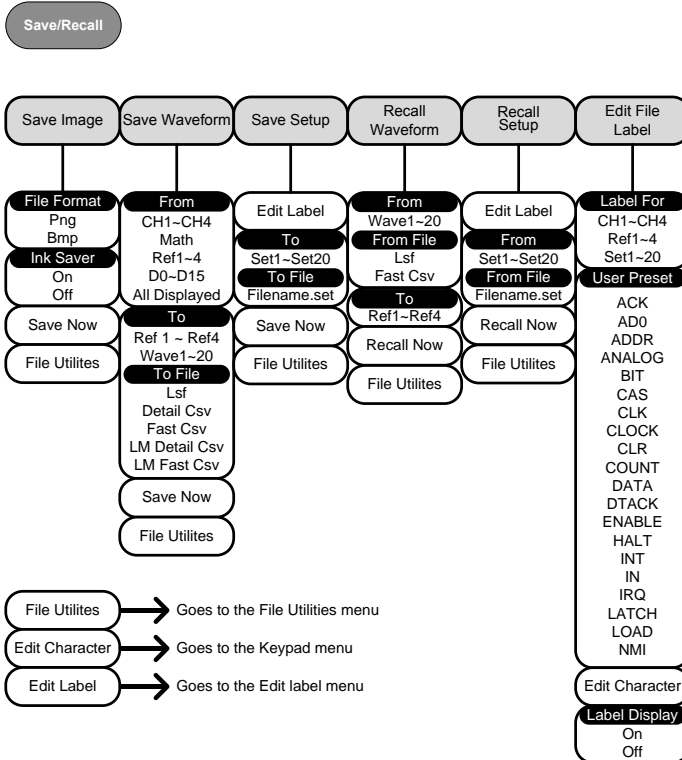 Save/Recall
Save Image
Save Waveform
Save Setup
Recall
Waveform
Recall
Setup
Edit File
Label
File Format
Png
Bmp
Ink Saver
On
Off
Save Now
File Utilites
From
CH1~CH4
Math
Ref1~4
D0~D15
All Displayed
To
Ref 1 ~ Ref4
Wave1~20
To File
Lsf
Detail Csv
Fast Csv
LM Detail Csv
LM Fast Csv
Save Now
File Utilites
Edit Label
To
Set1~Set20
To File
Filename.set
Save Now
File Utilites
From
Wave1~20
From File
Lsf
Fast Csv
To
Ref1~Ref4
Recall Now
File Utilites
Edit Label
From
Set1~Set20
From File
Filename.set
Recall Now
File Utilites
Label For
CH1~CH4
Ref1~4
Set1~20
User Preset
ACK
AD0
ADDR
ANALOG
BIT
CAS
CLK
CLOCK
CLR
COUNT
DATA
DTACK
ENABLE
HALT
INT
IN
IRQ
LATCH
LOAD
NMI
Edit Character
Label Display
On
Off
File Utilites Goes to the File Utilities menu
Edit Character Goes to the Keypad menu
Edit Label Goes to the Edit label menu